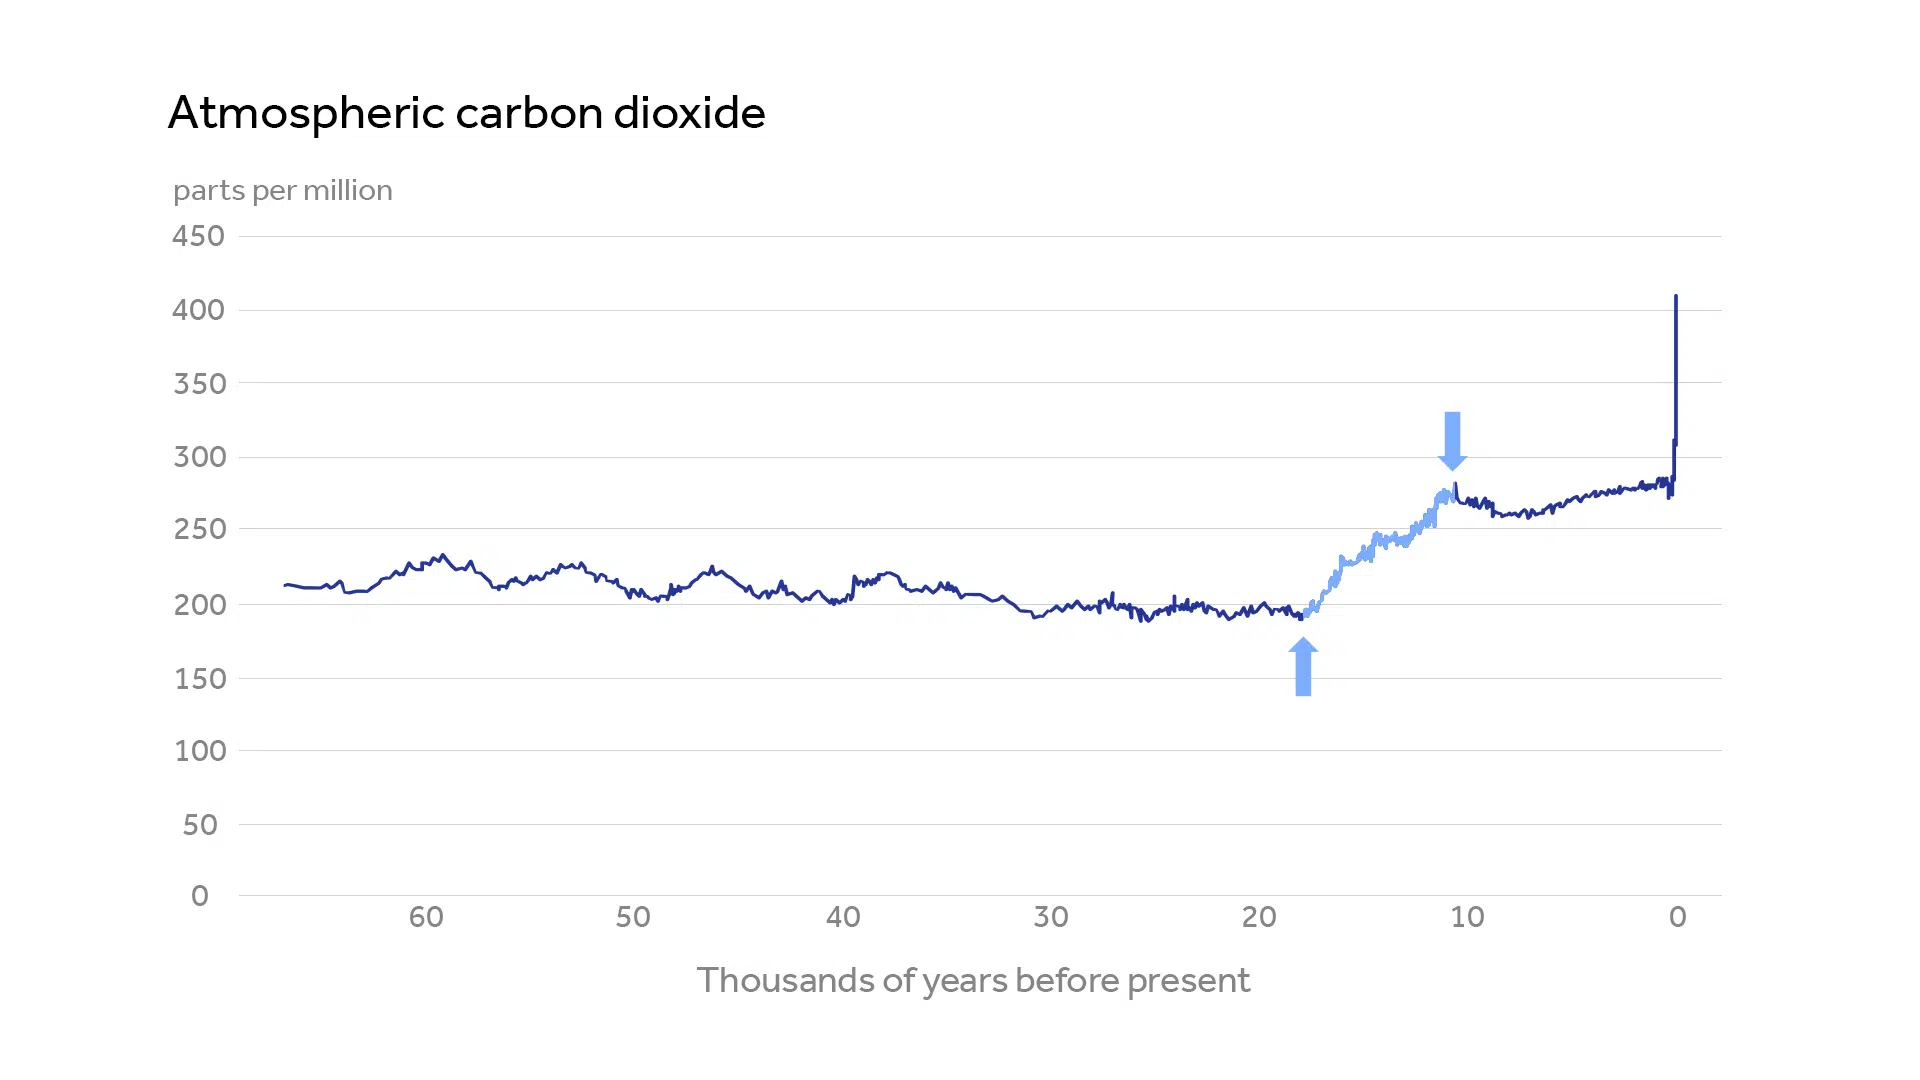 Atmospheric carbon dioxide
parts per million
450
400
350
300
250
200
150
100
50
0
60 50 40 30 20 10 0
Thousands of years before present